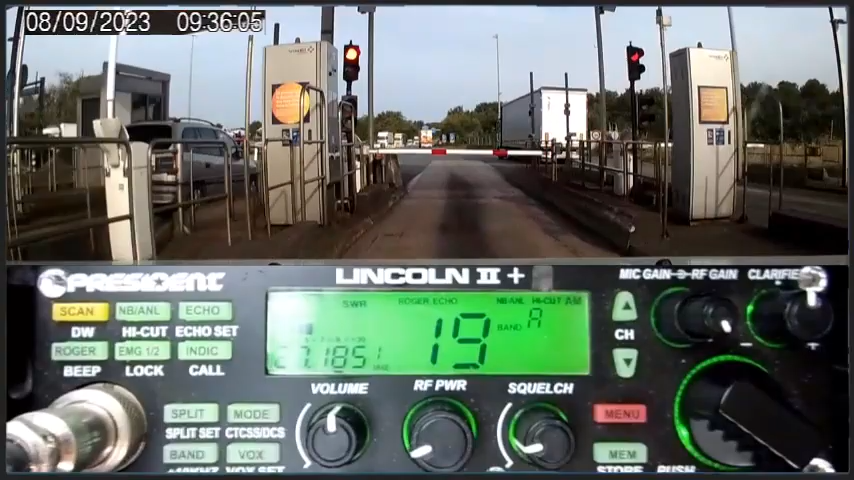 08/09/2023 09:36:05
PRESIDENT LINCOLN II + MIC GAIN RF GAIN CLARIFIER
SCAN NB/ANL ECHO
DW HI-CUT ECHO SET
ROGER EMG 1/2 INDIC
BEEP LOCK CALL
SWR ROGER ECHO NB/ANL HI-CUT AM
19 BAND A
27.1851
CH
VOLUME RF PWR SQUELCH
SPLIT MODE
SPLIT SET CTCSS/DCS
BAND VOX
VOX SET
MENU
MEM
STORE PUSH